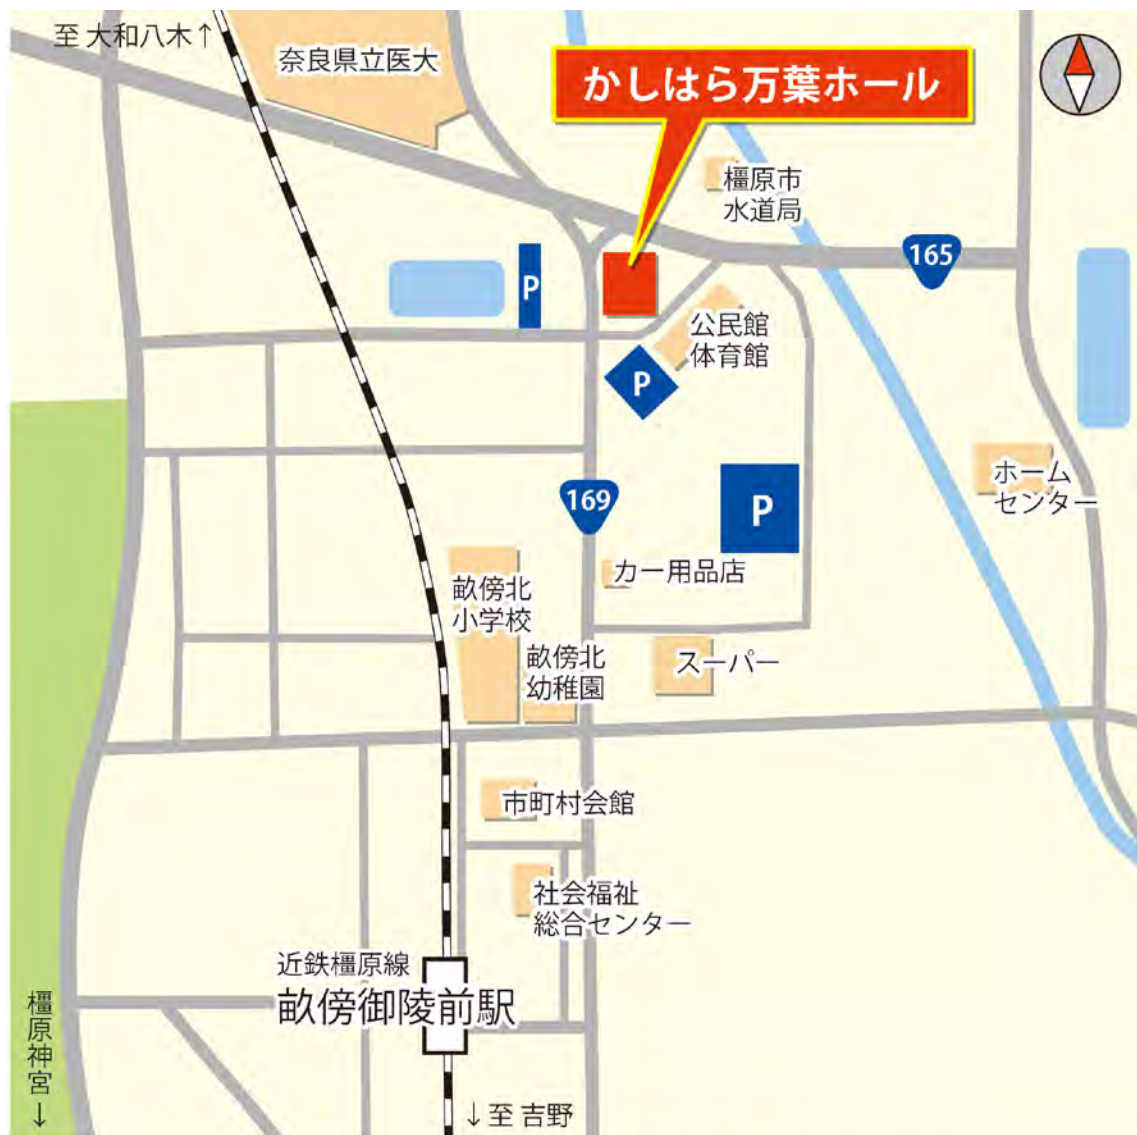 至 大和八木↑
奈良県立医大
かしはら万葉ホール
橿原市
水道局
165
P
公民館
体育館
P
ホーム
センター
169
P
カー用品店
畝傍北
小学校
畝傍北
幼稚園
スーパー
市町村会館
社会福祉
総合センター
近鉄橿原線
畝傍御陵前駅
橿原神宮↓
↓至 吉野